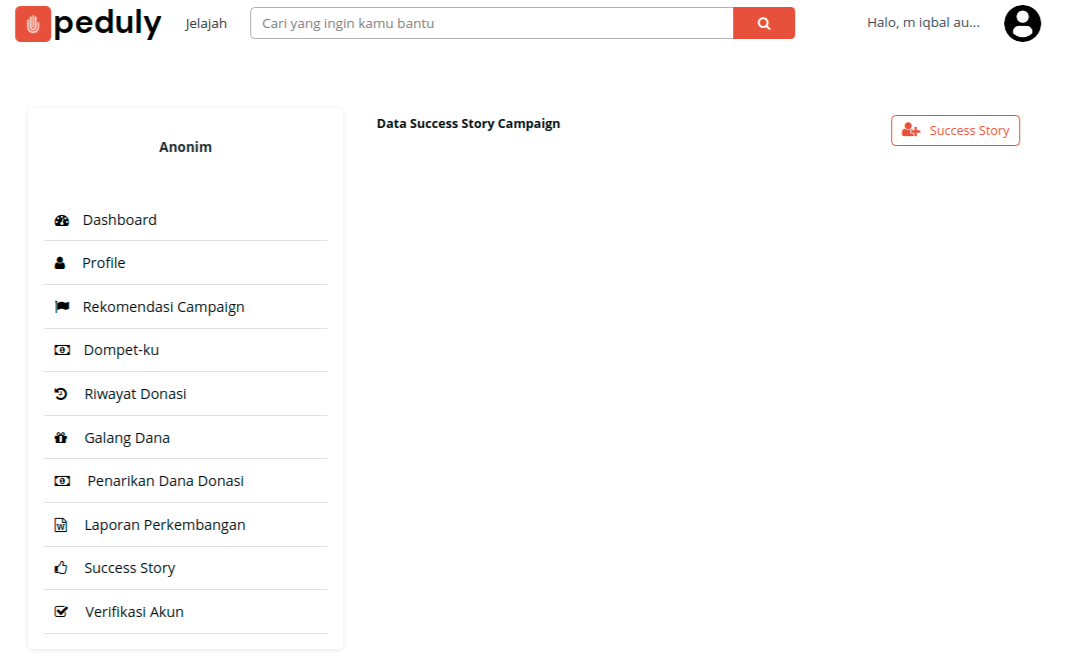 peduly
Jelajah
Cari yang ingin kamu bantu
Halo, m iqbal au...
Anonim
Dashboard
Profile
Rekomendasi Campaign
Dompet-ku
Riwayat Donasi
Galang Dana
Penarikan Dana Donasi
Laporan Perkembangan
Success Story
Verifikasi Akun
Data Success Story Campaign
Success Story